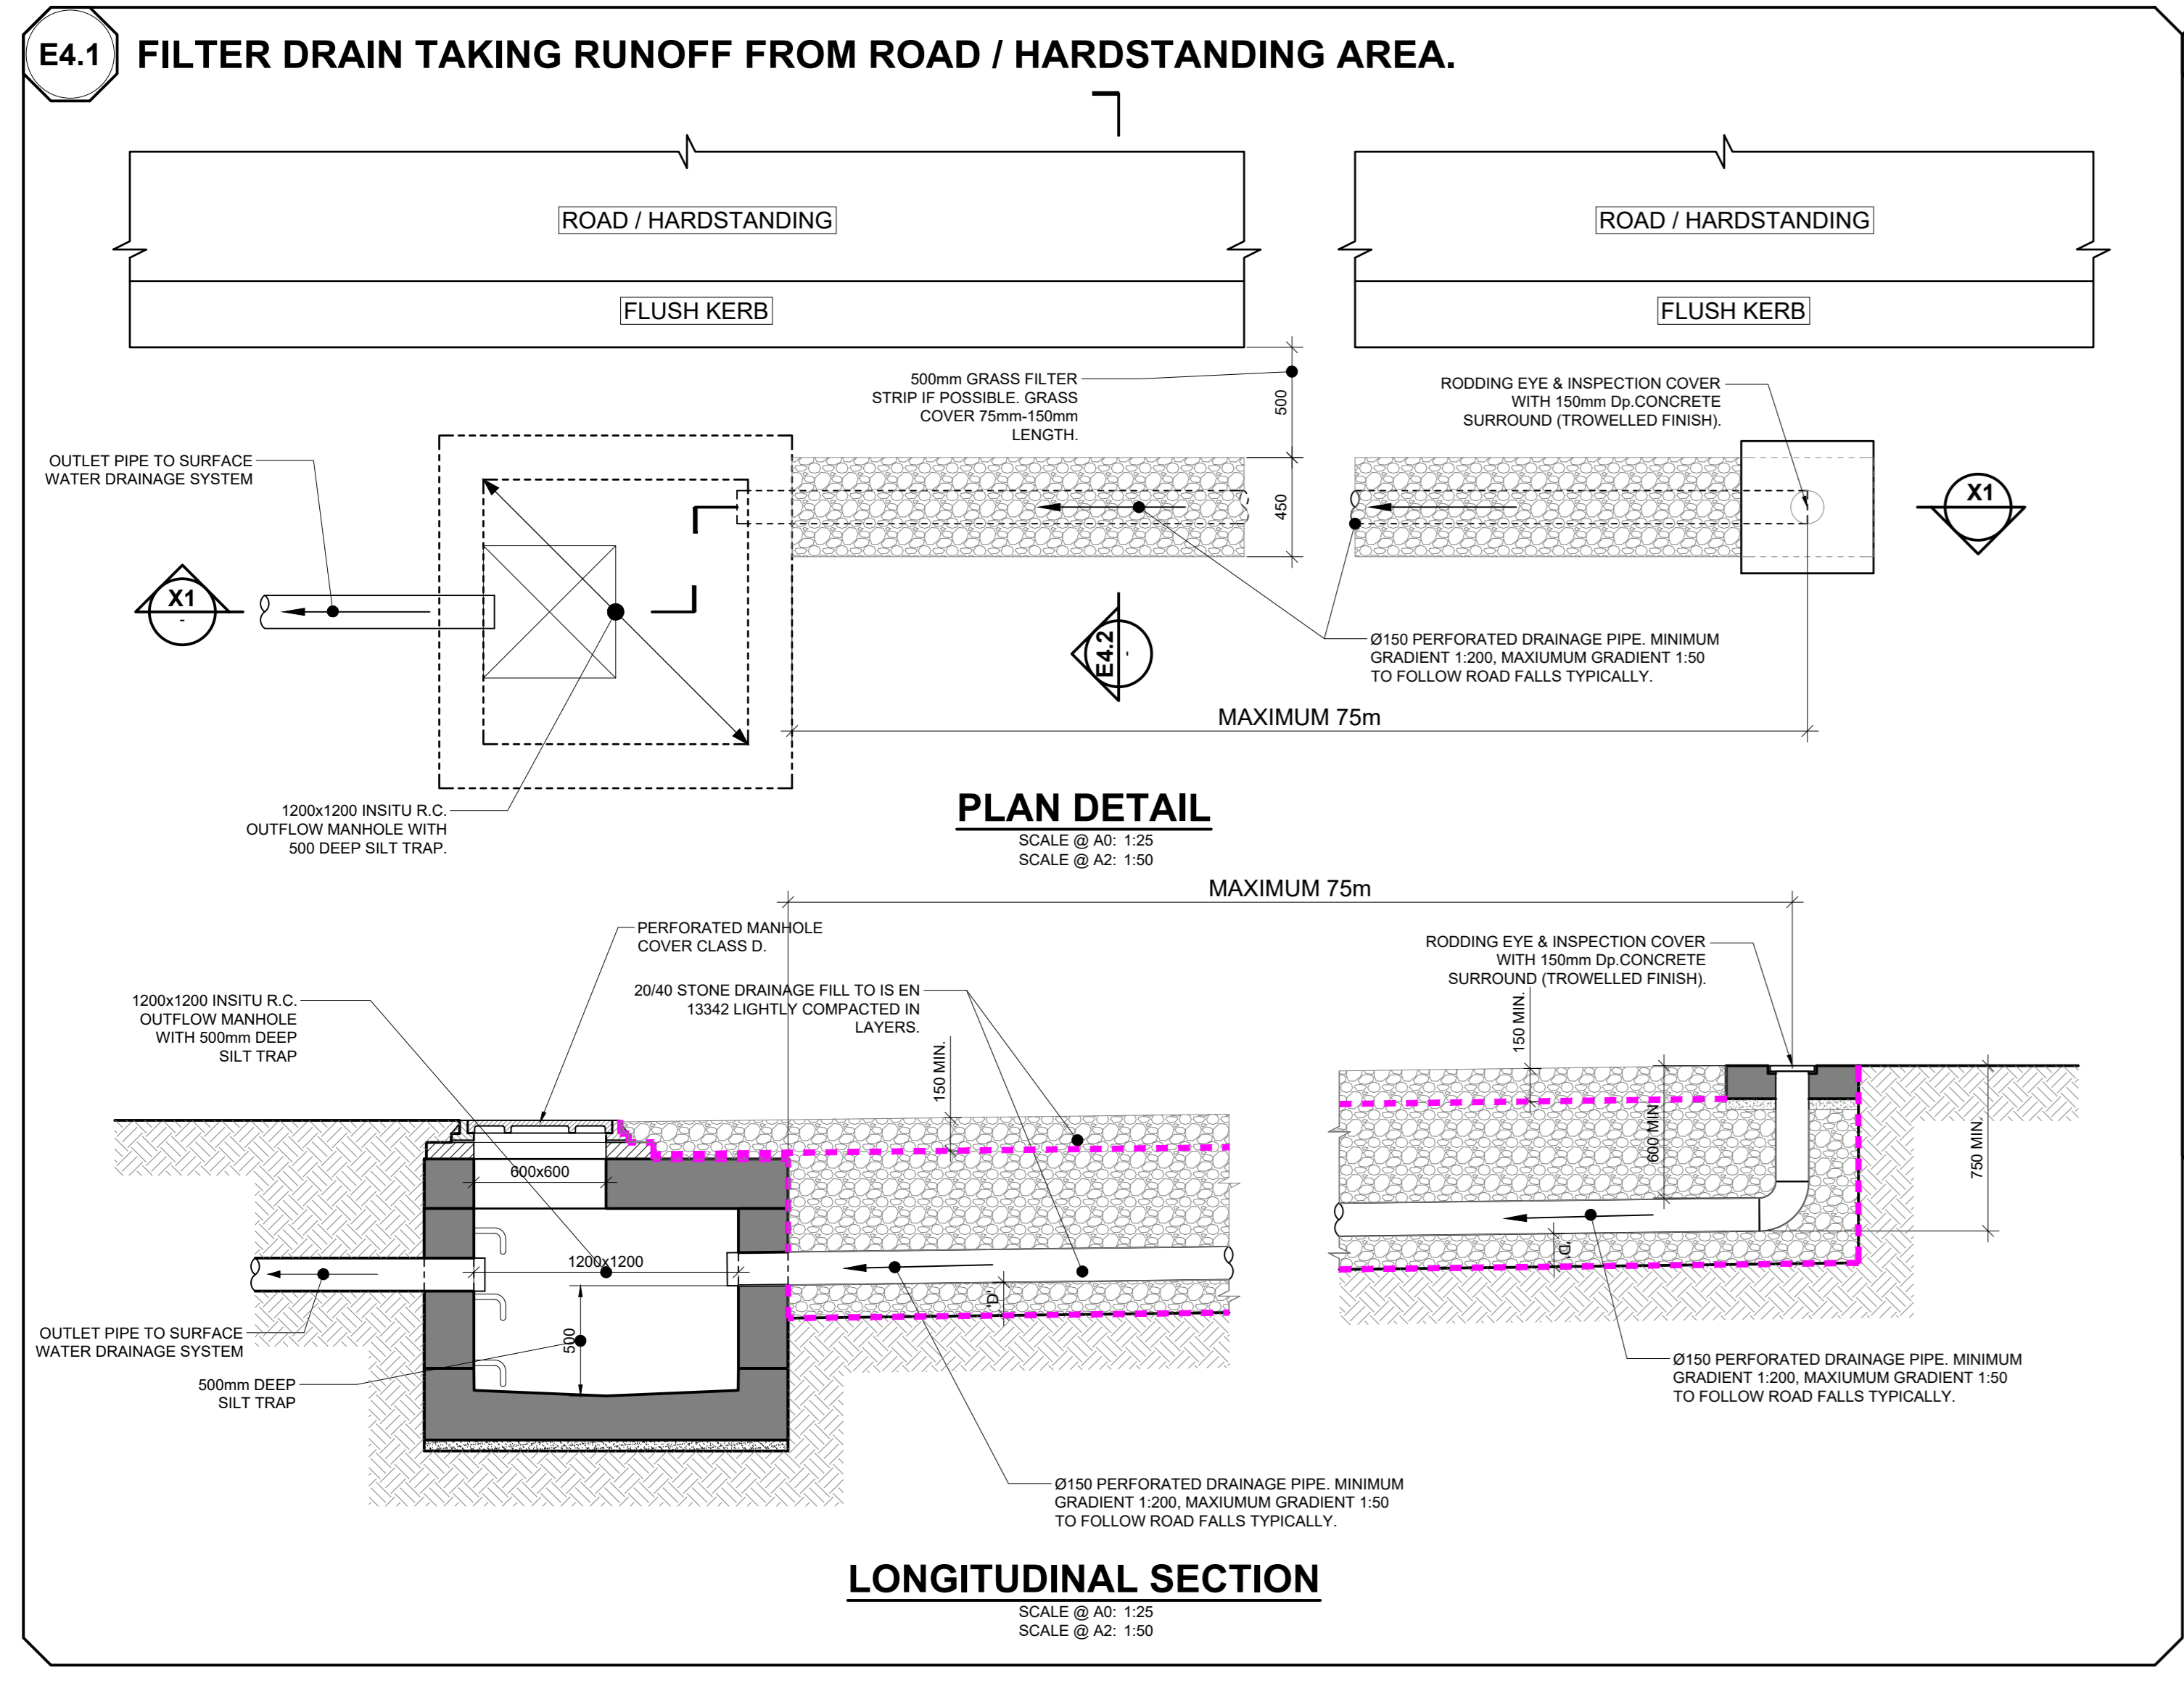 E4.1
FILTER DRAIN TAKING RUNOFF FROM ROAD / HARDSTANDING AREA.
ROAD / HARDSTANDING
ROAD / HARDSTANDING
FLUSH KERB
FLUSH KERB
500mm GRASS FILTER
STRIP IF POSSIBLE. GRASS
COVER 75mm-150mm
LENGTH.
500
450
RODDING EYE & INSPECTION COVER
WITH 150mm Dp.CONCRETE
SURROUND (TROWELLED FINISH).
OUTLET PIPE TO SURFACE
WATER DRAINAGE SYSTEM
X1
-
X1
-
E4.2
-
Ø150 PERFORATED DRAINAGE PIPE. MINIMUM
GRADIENT 1:200, MAXIUMUM GRADIENT 1:50
TO FOLLOW ROAD FALLS TYPICALLY.
MAXIMUM 75m
1200x1200 INSITU R.C.
OUTFLOW MANHOLE WITH
500 DEEP SILT TRAP.
PLAN DETAIL
SCALE @ A0: 1:25
SCALE @ A2: 1:50
MAXIMUM 75m
PERFORATED MANHOLE
COVER CLASS D.
RODDING EYE & INSPECTION COVER
WITH 150mm Dp.CONCRETE
SURROUND (TROWELLED FINISH).
1200x1200 INSITU R.C.
OUTFLOW MANHOLE
WITH 500mm DEEP
SILT TRAP
20/40 STONE DRAINAGE FILL TO IS EN
13342 LIGHTLY COMPACTED IN
LAYERS.
150 MIN.
150 MIN.
600 MIN
750 MIN.
600x600
1200x1200
500
'D'
'D'
OUTLET PIPE TO SURFACE
WATER DRAINAGE SYSTEM
500mm DEEP
SILT TRAP
Ø150 PERFORATED DRAINAGE PIPE. MINIMUM
GRADIENT 1:200, MAXIUMUM GRADIENT 1:50
TO FOLLOW ROAD FALLS TYPICALLY.
Ø150 PERFORATED DRAINAGE PIPE. MINIMUM
GRADIENT 1:200, MAXIUMUM GRADIENT 1:50
TO FOLLOW ROAD FALLS TYPICALLY.
LONGITUDINAL SECTION
SCALE @ A0: 1:25
SCALE @ A2: 1:50